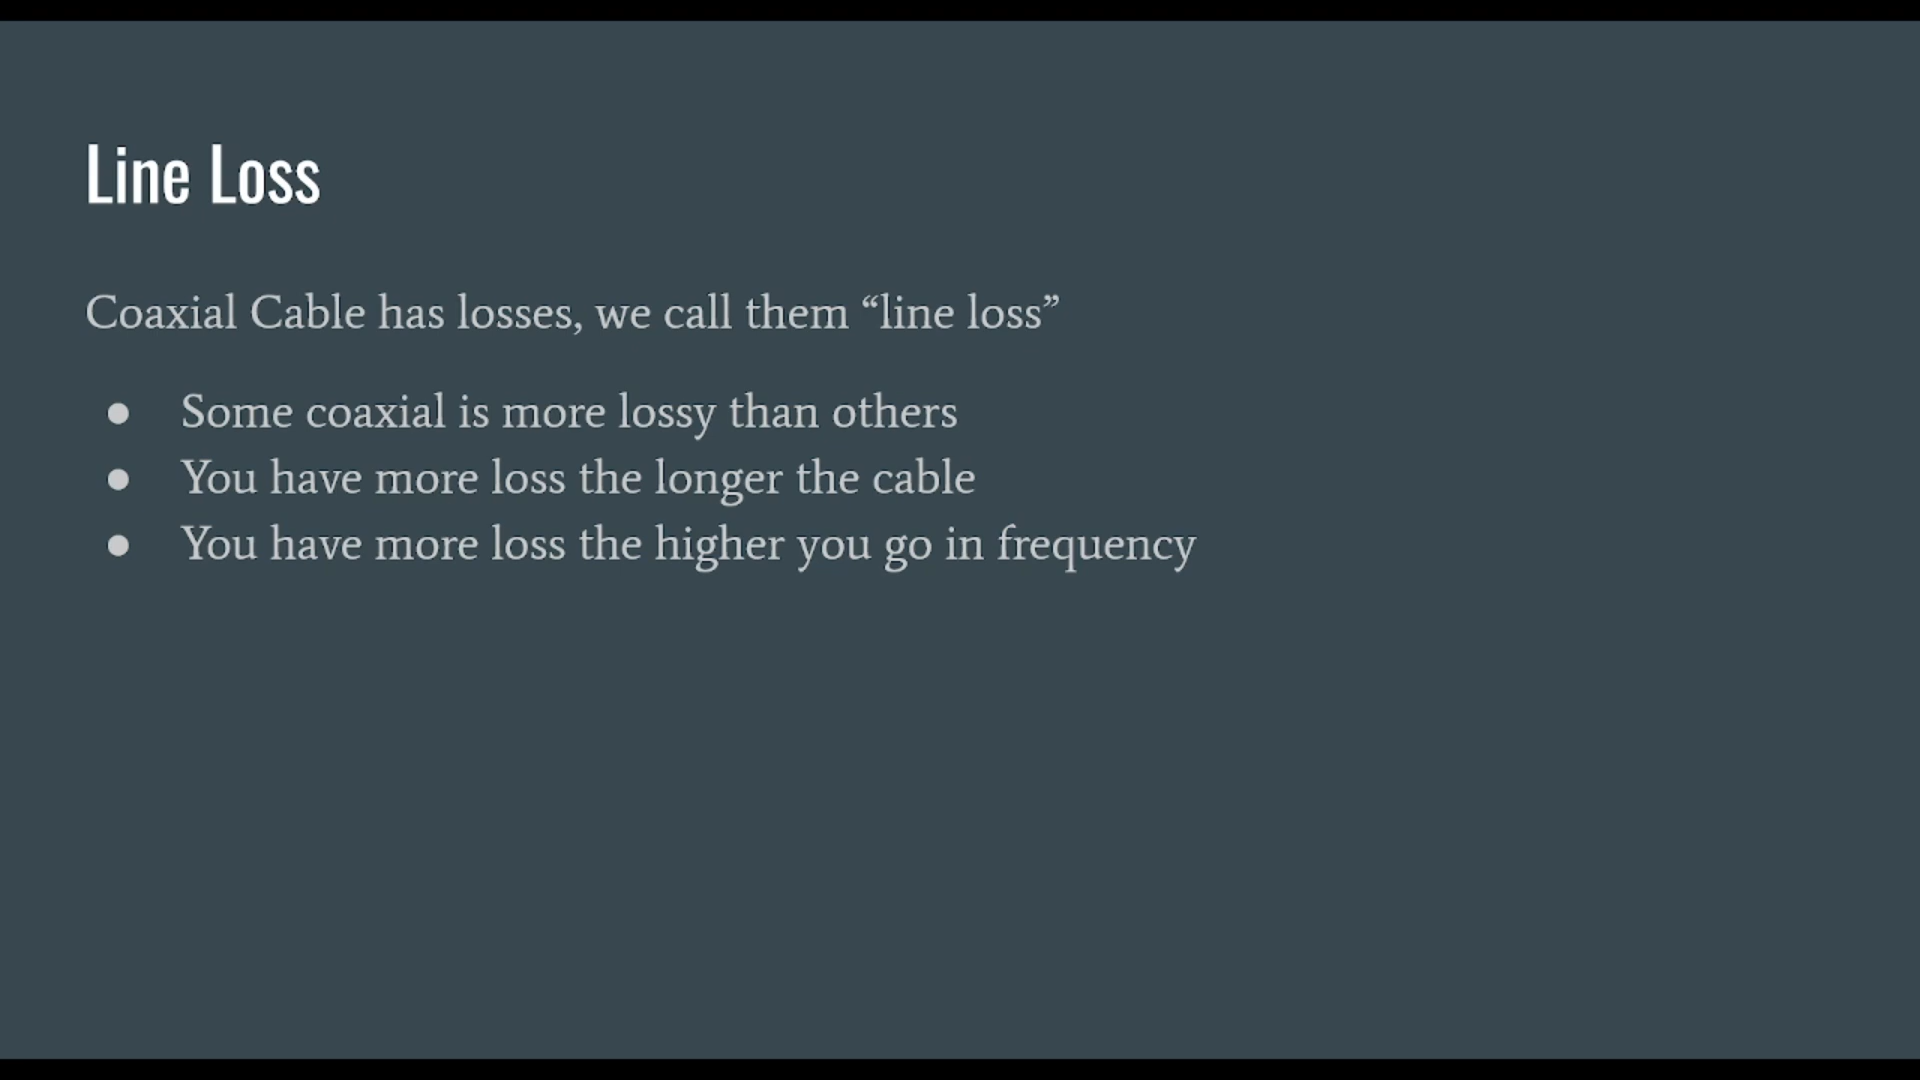 Line Loss
Coaxial Cable has losses, we call them “line loss”
● Some coaxial is more lossy than others
● You have more loss the longer the cable
● You have more loss the higher you go in frequency